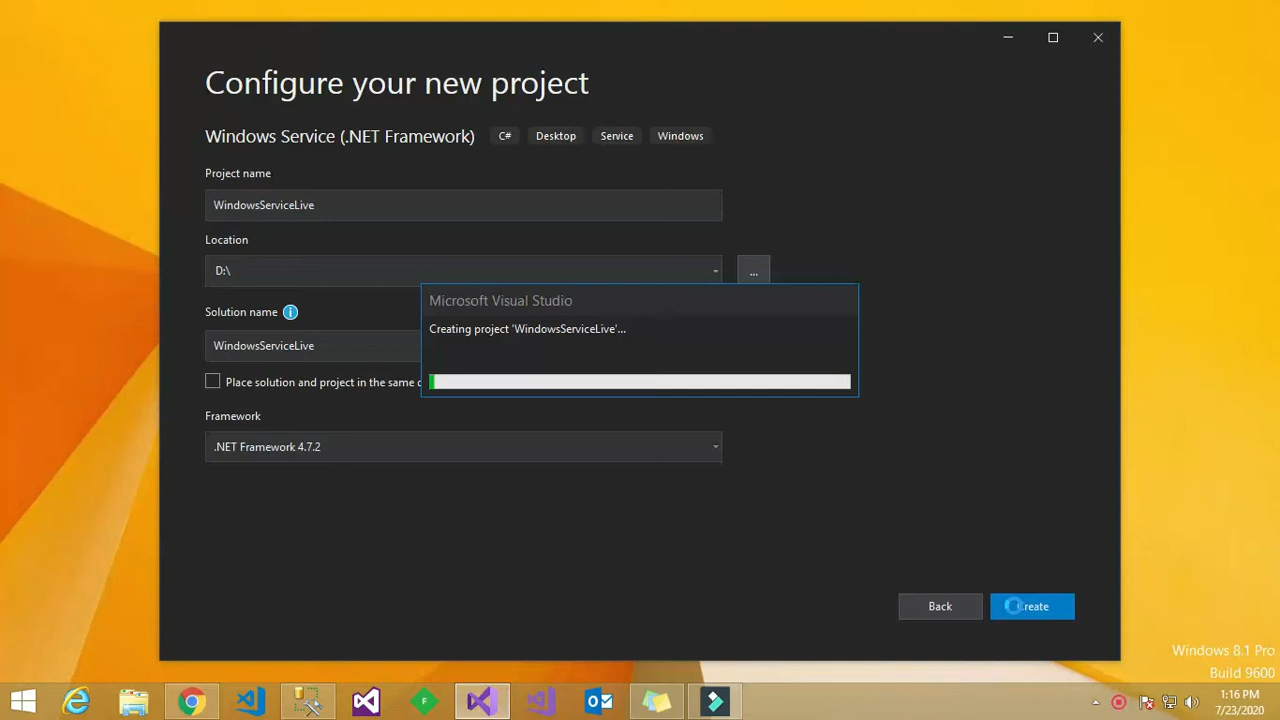 Configure your new project
Windows Service (.NET Framework) C# Desktop Service Windows
Project name
WindowsServiceLive
Location
D:\
...
Solution name
WindowsServiceLive
Microsoft Visual Studio
Creating project 'WindowsServiceLive'...
Place solution and project in the same
Framework
.NET Framework 4.7.2
Back
Create
Windows 8.1 Pro
Build 9600
1:16 PM
7/23/2020